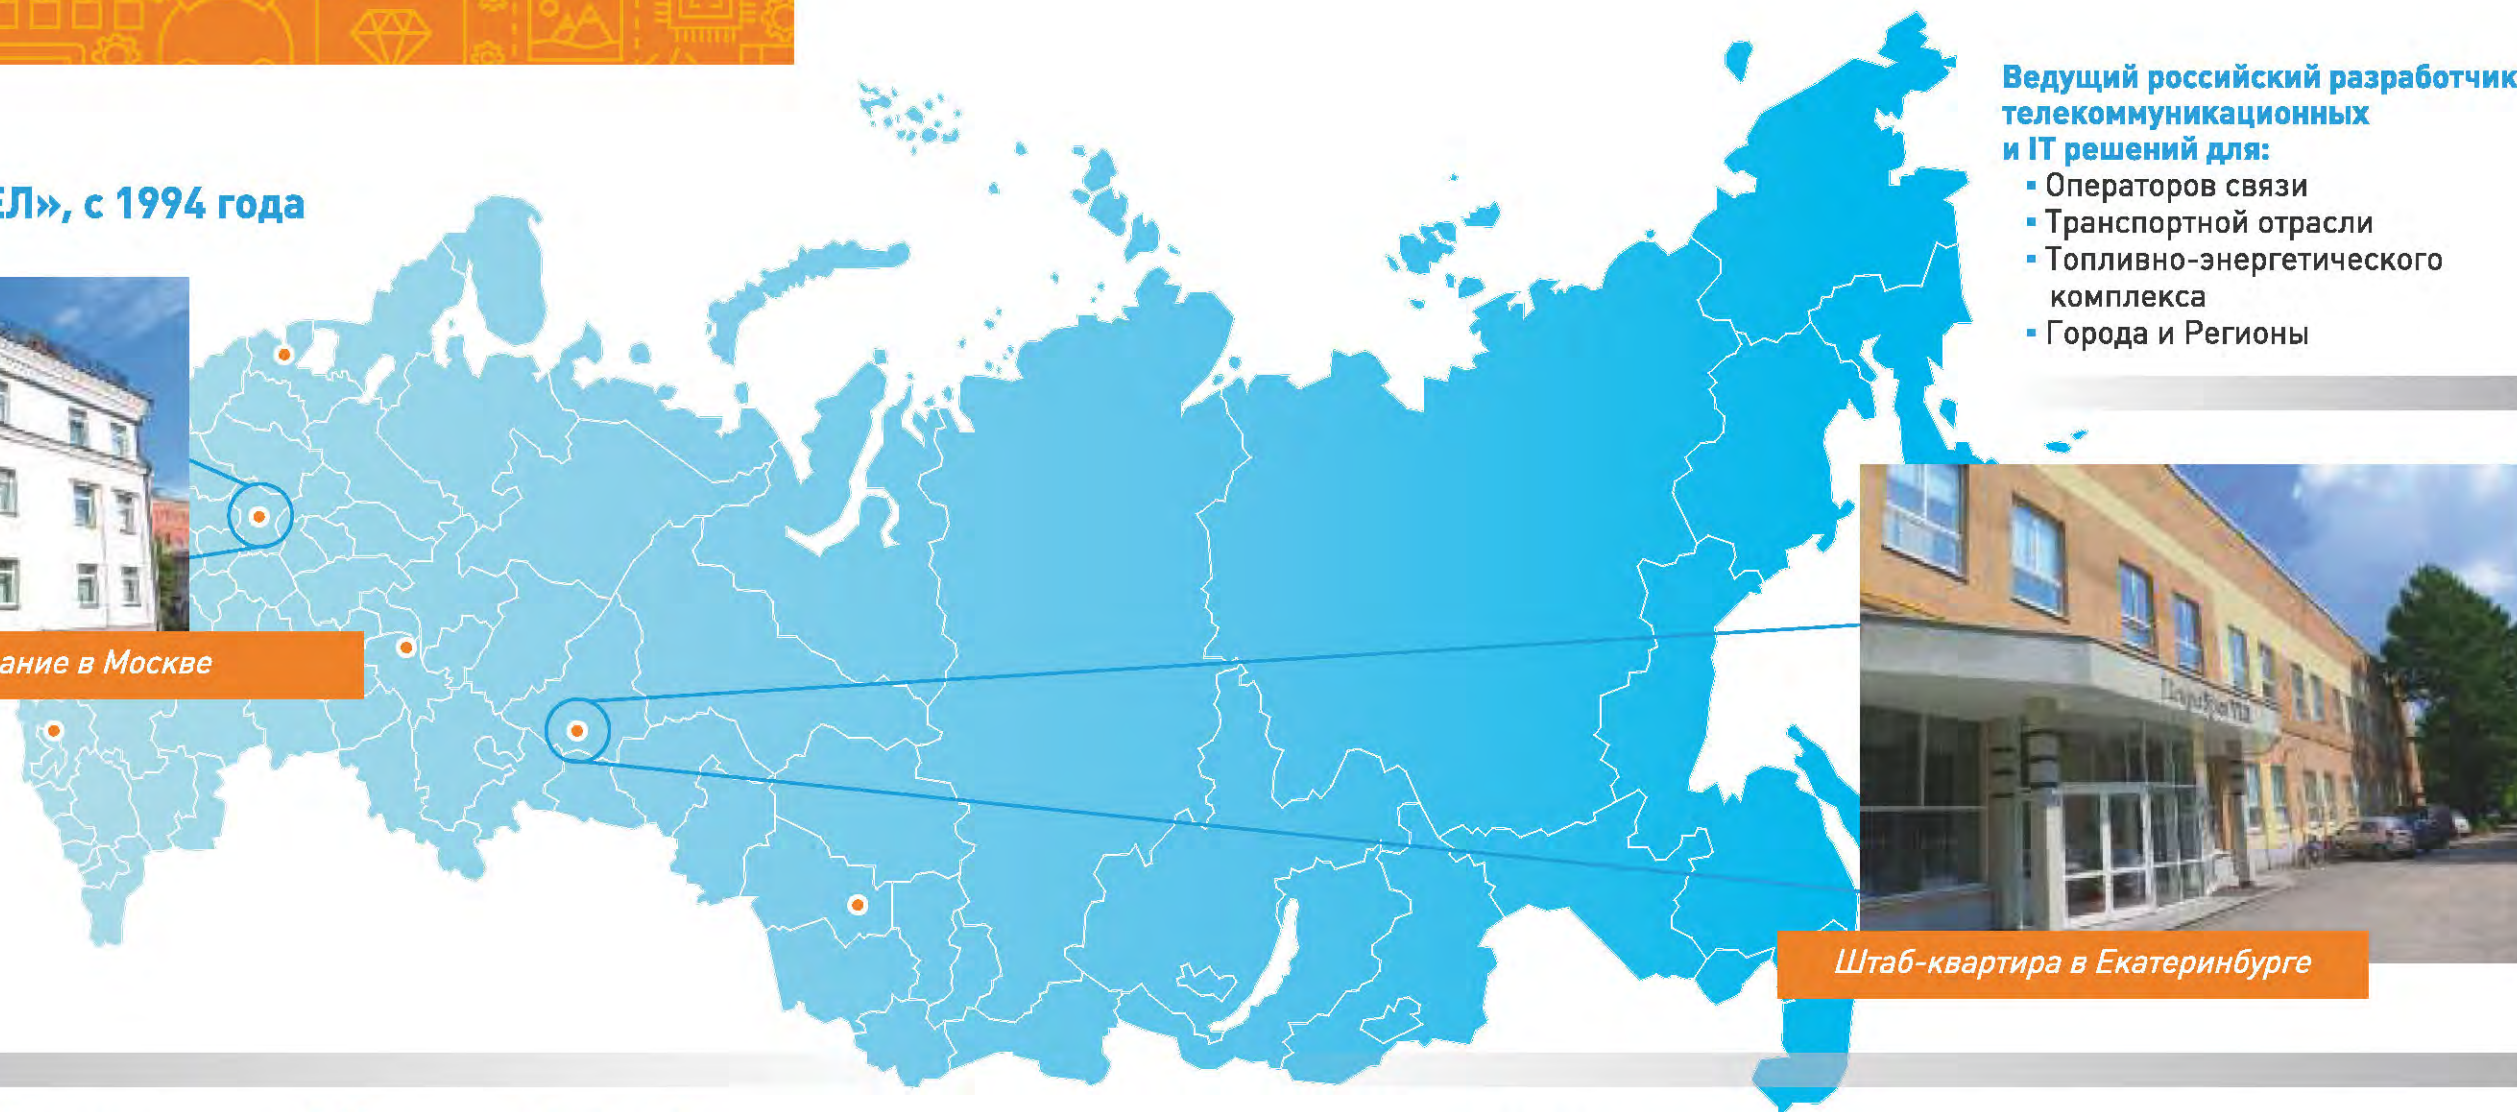 ЕЛ», с 1994 года
ание в Москве
Ведущий российский разработчик
телекоммуникационных
и IT решений для:
▪ Операторов связи
▪ Транспортной отрасли
▪ Топливно-энергетического
комплекса
▪ Города и Регионы
Штаб-квартира в Екатеринбурге